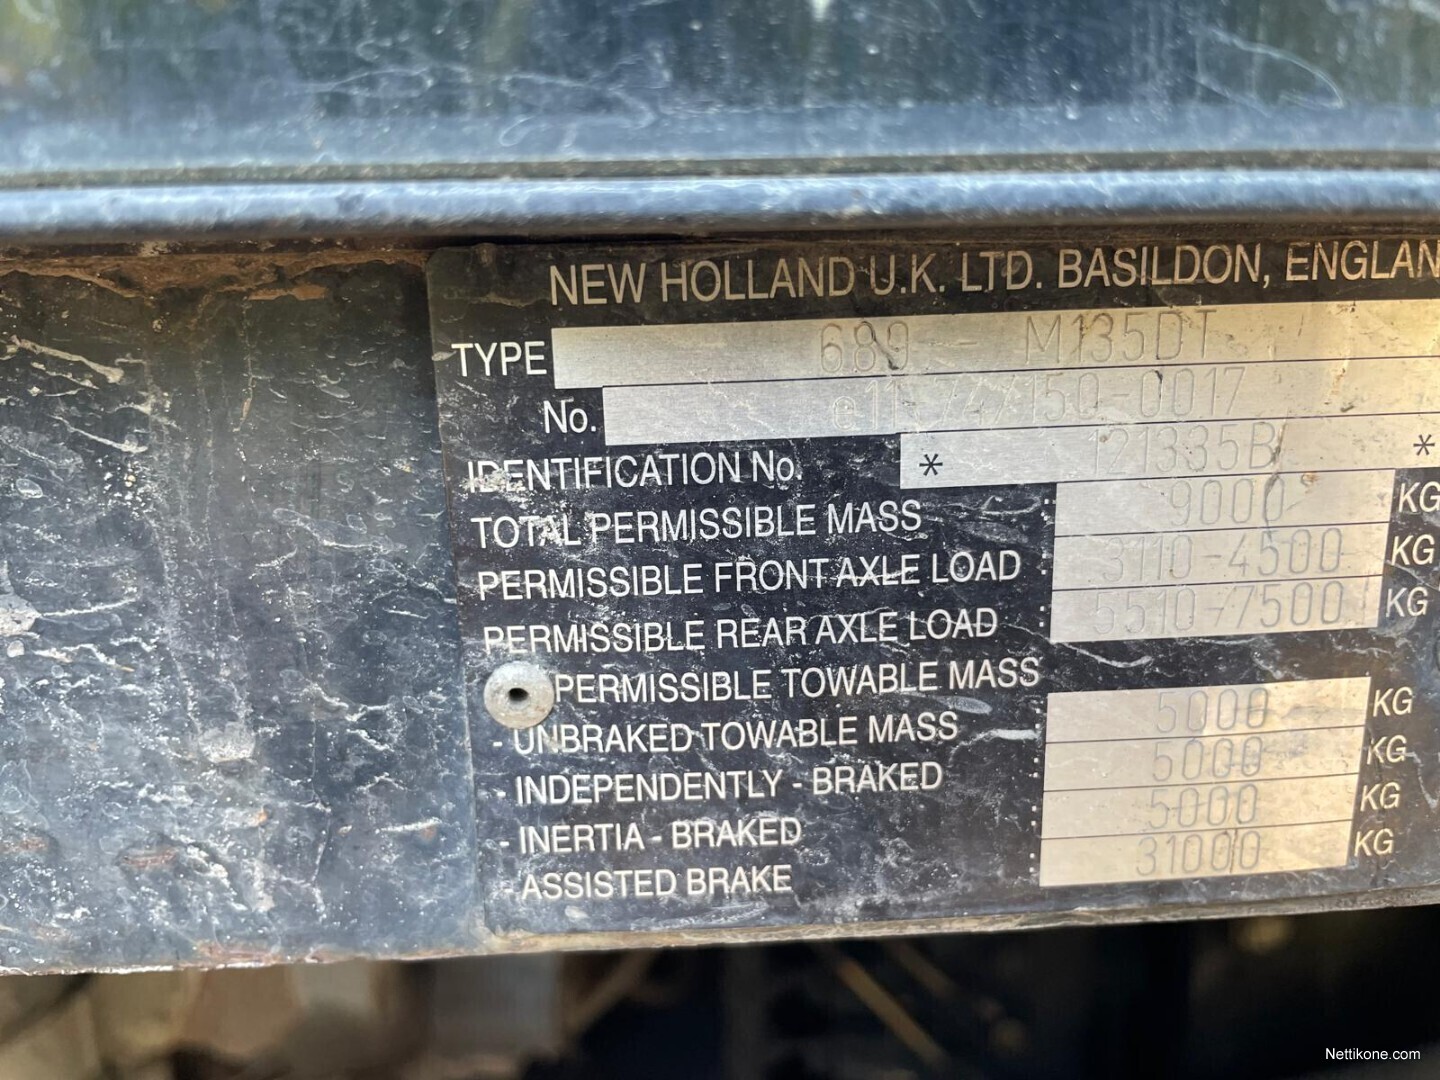 NEW HOLLAND U.K. LTD. BASILDON, ENGLAN
TYPE 689 M135DT
No. e11*74/150-0017
IDENTIFICATION No. * 121335B *
TOTAL PERMISSIBLE MASS : 9000 KG
PERMISSIBLE FRONT AXLE LOAD : 3110-4500 KG
PERMISSIBLE REAR AXLE LOAD : 5510-7500 KG
PERMISSIBLE TOWABLE MASS
- UNBRAKED TOWABLE MASS : 5000 KG
- INDEPENDENTLY - BRAKED : 5000 KG
- INERTIA - BRAKED : 5000 KG
- ASSISTED BRAKE : 31000 KG
Nettikone.com